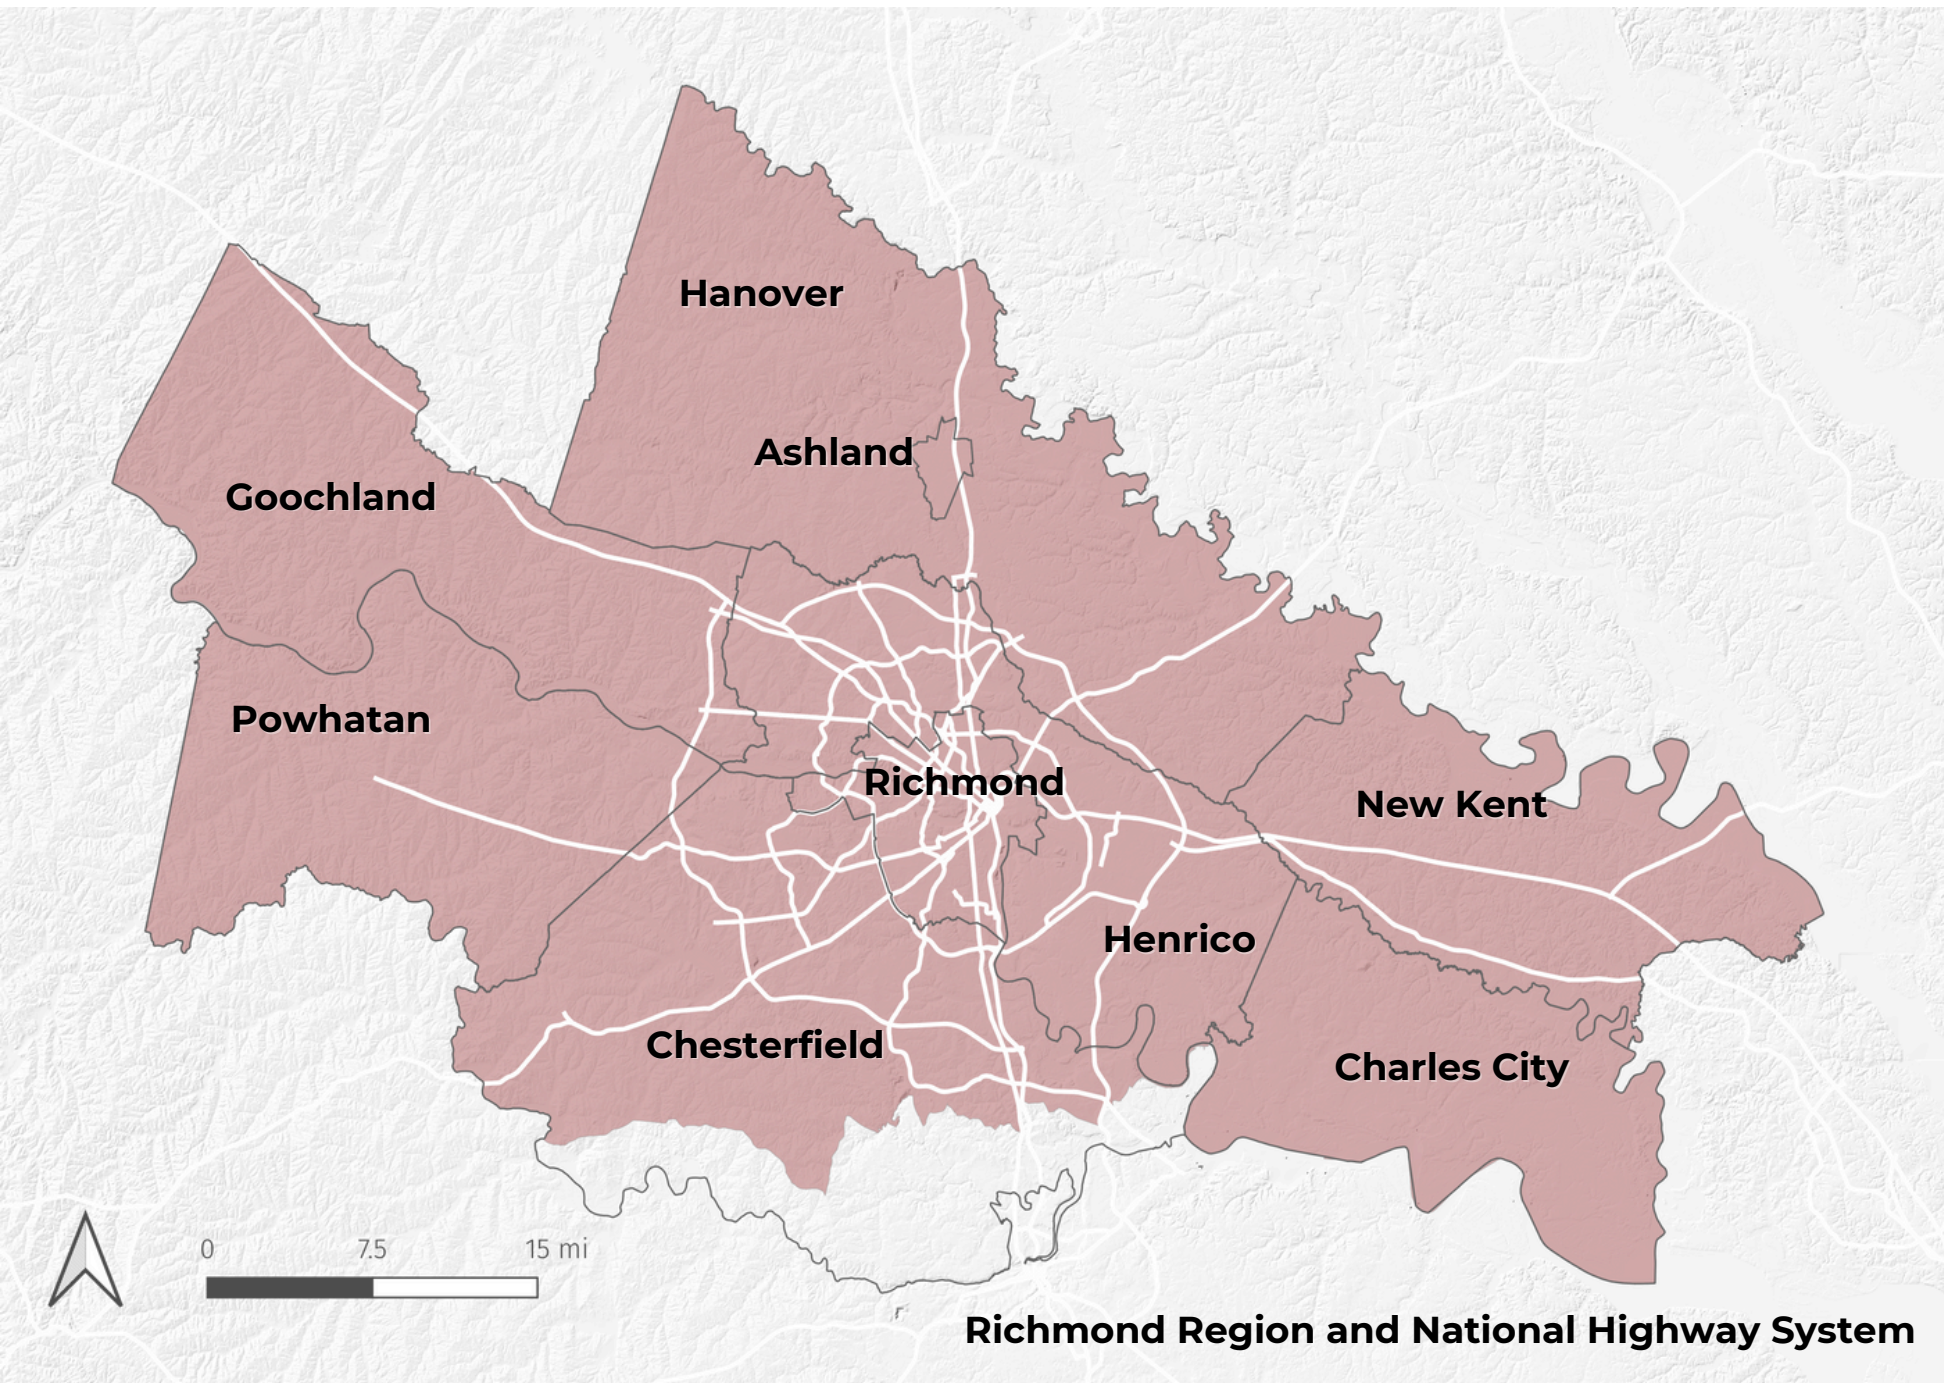 Hanover
Ashland
Goochland
Powhatan
Richmond
New Kent
Henrico
Chesterfield
Charles City
0 7.5 15 mi
Richmond Region and National Highway System